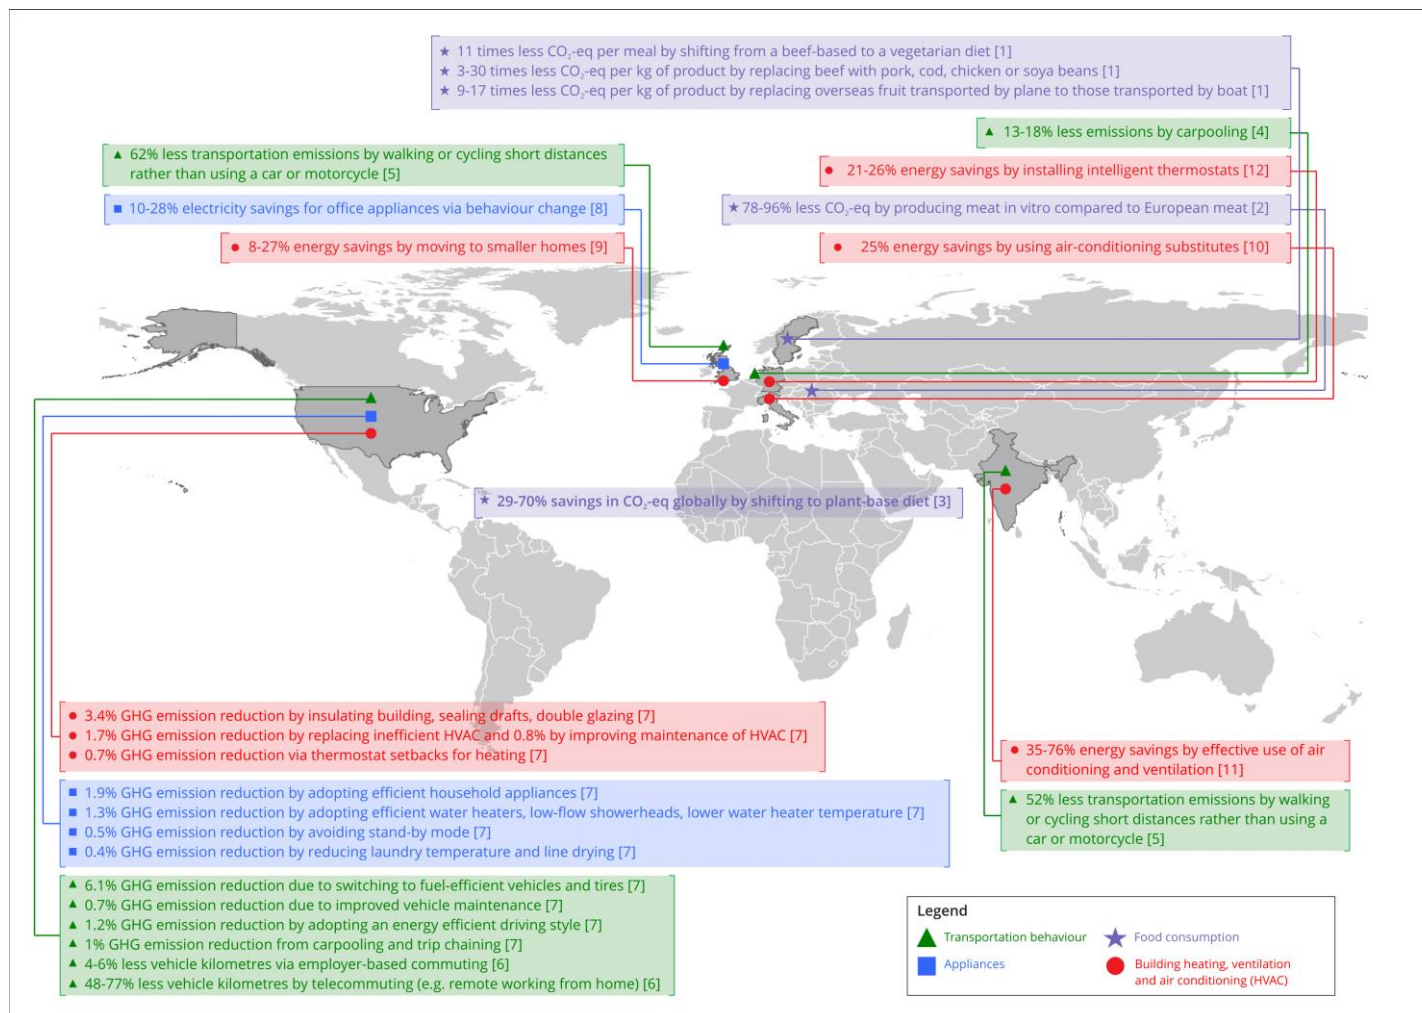 ★ 11 times less CO₂-eq per meal by shifting from a beef-based to a vegetarian diet [1]
★ 3-30 times less CO₂-eq per kg of product by replacing beef with pork, cod, chicken or soya beans [1]
★ 9-17 times less CO₂-eq per kg of product by replacing overseas fruit transported by plane to those transported by boat [1]
▲ 13-18% less emissions by carpooling [4]
▲ 62% less transportation emissions by walking or cycling short distances
rather than using a car or motorcycle [5]
● 21-26% energy savings by installing intelligent thermostats [12]
■ 10-28% electricity savings for office appliances via behaviour change [8]
★ 78-96% less CO₂-eq by producing meat in vitro compared to European meat [2]
● 8-27% energy savings by moving to smaller homes [9]
● 25% energy savings by using air-conditioning substitutes [10]
★ 29-70% savings in CO₂-eq globally by shifting to plant-base diet [3]
● 3.4% GHG emission reduction by insulating building, sealing drafts, double glazing [7]
● 1.7% GHG emission reduction by replacing inefficient HVAC and 0.8% by improving maintenance of HVAC [7]
● 0.7% GHG emission reduction via thermostat setbacks for heating [7]
■ 1.9% GHG emission reduction by adopting efficient household appliances [7]
■ 1.3% GHG emission reduction by adopting efficient water heaters, low-flow showerheads, lower water heater temperature [7]
■ 0.5% GHG emission reduction by avoiding stand-by mode [7]
■ 0.4% GHG emission reduction by reducing laundry temperature and line drying [7]
▲ 6.1% GHG emission reduction due to switching to fuel-efficient vehicles and tires [7]
▲ 0.7% GHG emission reduction due to improved vehicle maintenance [7]
▲ 1.2% GHG emission reduction by adopting an energy efficient driving style [7]
▲ 1% GHG emission reduction from carpooling and trip chaining [7]
▲ 4-6% less vehicle kilometres via employer-based commuting [6]
▲ 48-77% less vehicle kilometres by telecommuting (e.g. remote working from home) [6]
● 35-76% energy savings by effective use of air
conditioning and ventilation [11]
▲ 52% less transportation emissions by walking
or cycling short distances rather than using a
car or motorcycle [5]
Legend
▲ Transportation behaviour
★ Food consumption
■ Appliances
● Building heating, ventilation
and air conditioning (HVAC)